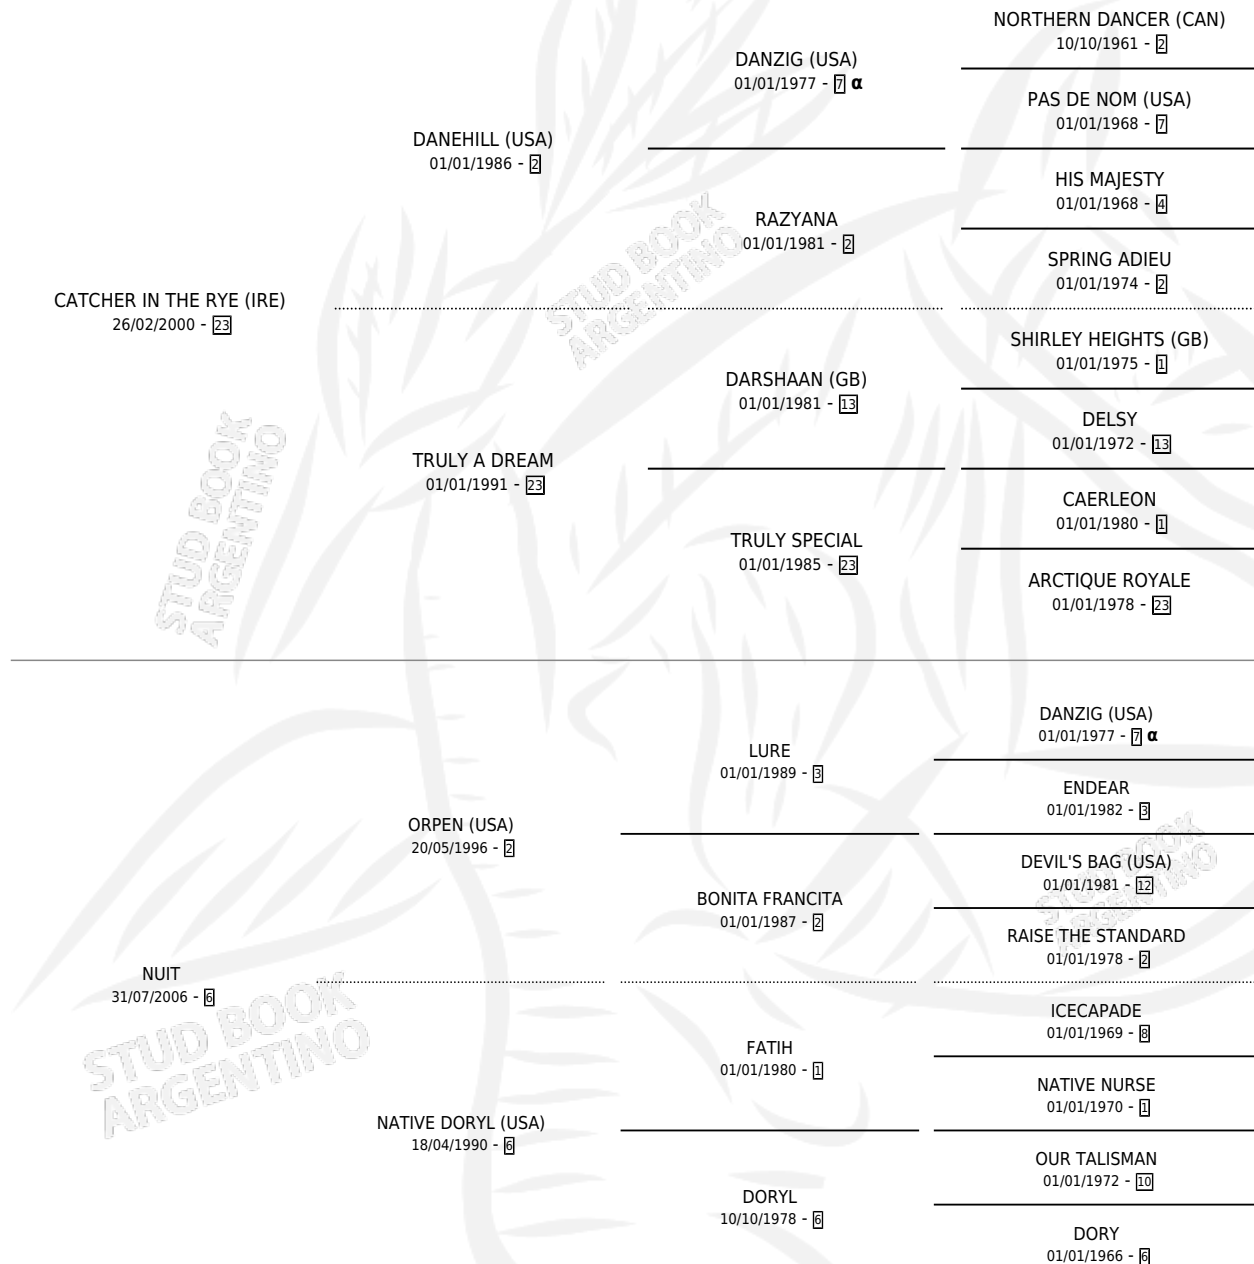 NORTHERN DANCER (CAN)
10/10/1961 - 2
DANZIG (USA)
01/01/1977 - 7 α
PAS DE NOM (USA)
01/01/1968 - 7
DANEHILL (USA)
01/01/1986 - 2
HIS MAJESTY
01/01/1968 - 4
RAZYANA
01/01/1981 - 2
SPRING ADIEU
01/01/1974 - 2
CATCHER IN THE RYE (IRE)
26/02/2000 - 23
SHIRLEY HEIGHTS (GB)
01/01/1975 - 1
DARSHAAN (GB)
01/01/1981 - 13
DELSY
01/01/1972 - 13
TRULY A DREAM
01/01/1991 - 23
CAERLEON
01/01/1980 - 1
TRULY SPECIAL
01/01/1985 - 23
ARCTIQUE ROYALE
01/01/1978 - 23
DANZIG (USA)
01/01/1977 - 7 α
LURE
01/01/1989 - 3
ENDEAR
01/01/1982 - 3
ORPEN (USA)
20/05/1996 - 2
DEVIL'S BAG (USA)
01/01/1981 - 12
BONITA FRANCITA
01/01/1987 - 2
RAISE THE STANDARD
01/01/1978 - 2
NUIT
31/07/2006 - 6
ICECAPADE
01/01/1969 - 8
FATIH
01/01/1980 - 1
NATIVE NURSE
01/01/1970 - 1
NATIVE DORYL (USA)
18/04/1990 - 6
OUR TALISMAN
01/01/1972 - 10
DORYL
10/10/1978 - 6
DORY
01/01/1966 - 6
STUD BOOK
ARGENTINO
STUD BOOK
ARGENTINO
STUD BOOK
ARGENTINO
STUD BOOK
ARGENTINO